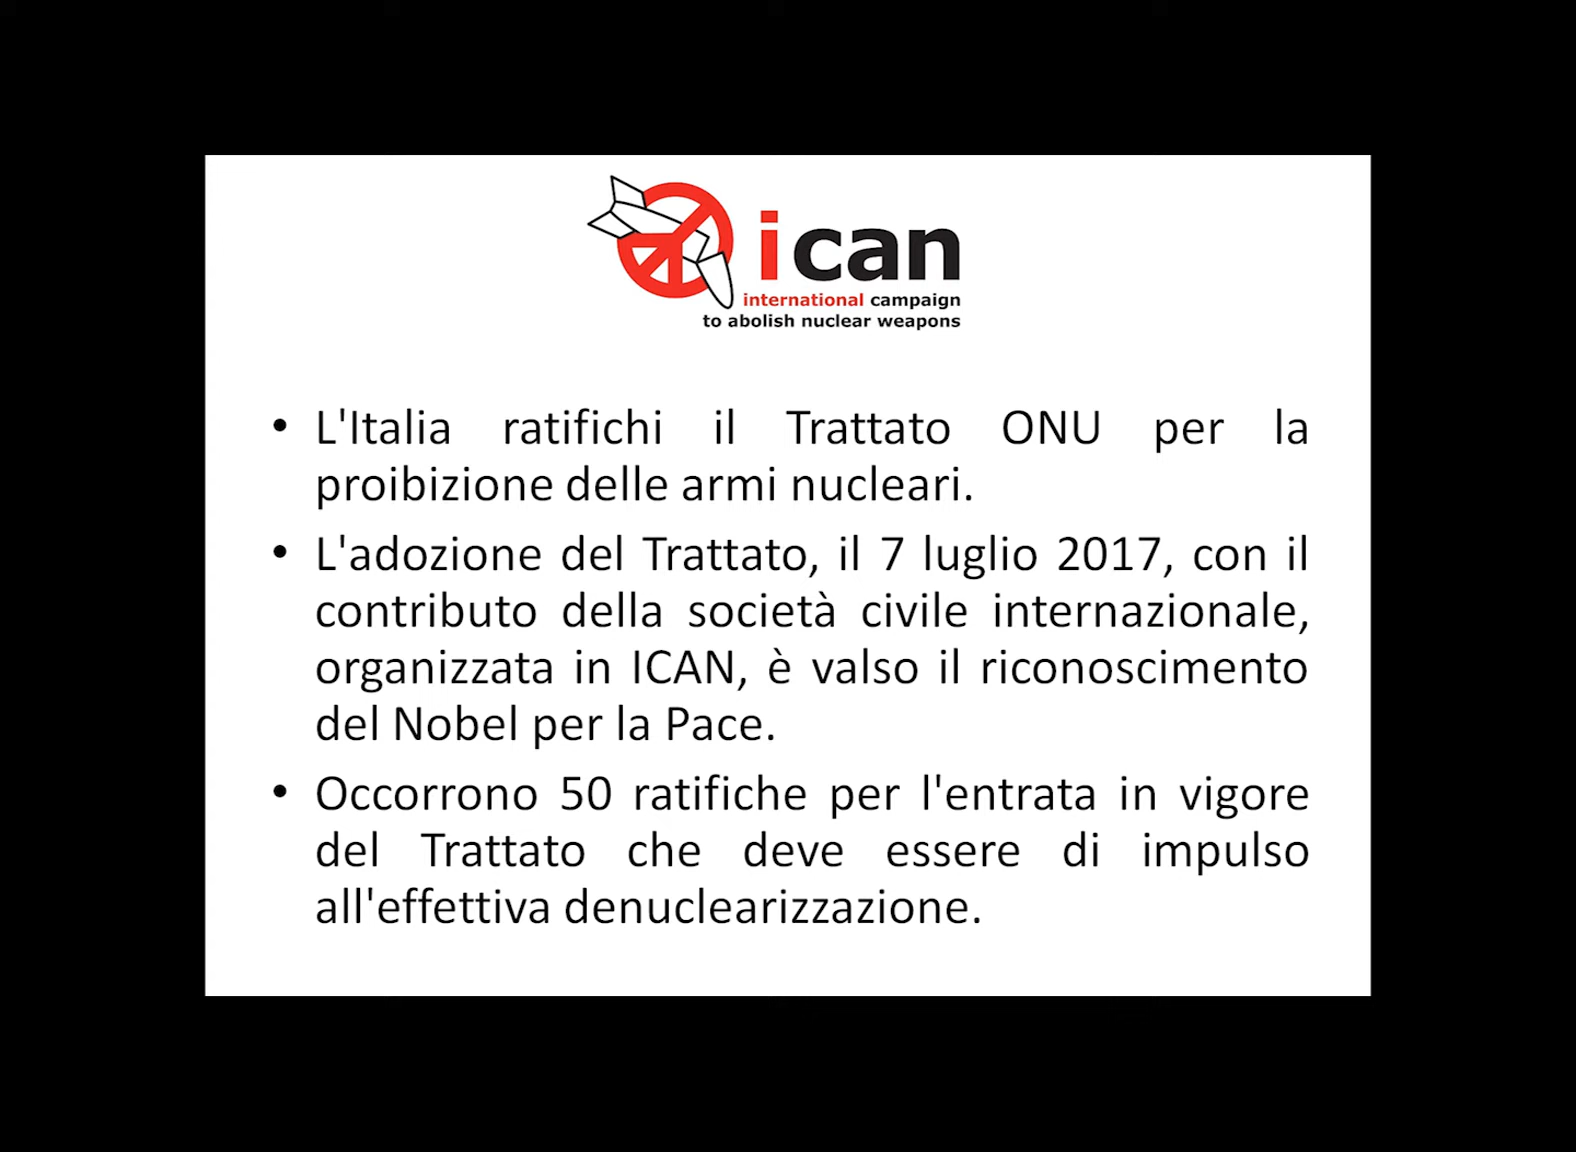 ican
international campaign
to abolish nuclear weapons
• L'Italia ratifichi il Trattato ONU per la
proibizione delle armi nucleari.
• L'adozione del Trattato, il 7 luglio 2017, con il
contributo della società civile internazionale,
organizzata in ICAN, è valso il riconoscimento
del Nobel per la Pace.
• Occorrono 50 ratifiche per l'entrata in vigore
del Trattato che deve essere di impulso
all'effettiva denuclearizzazione.